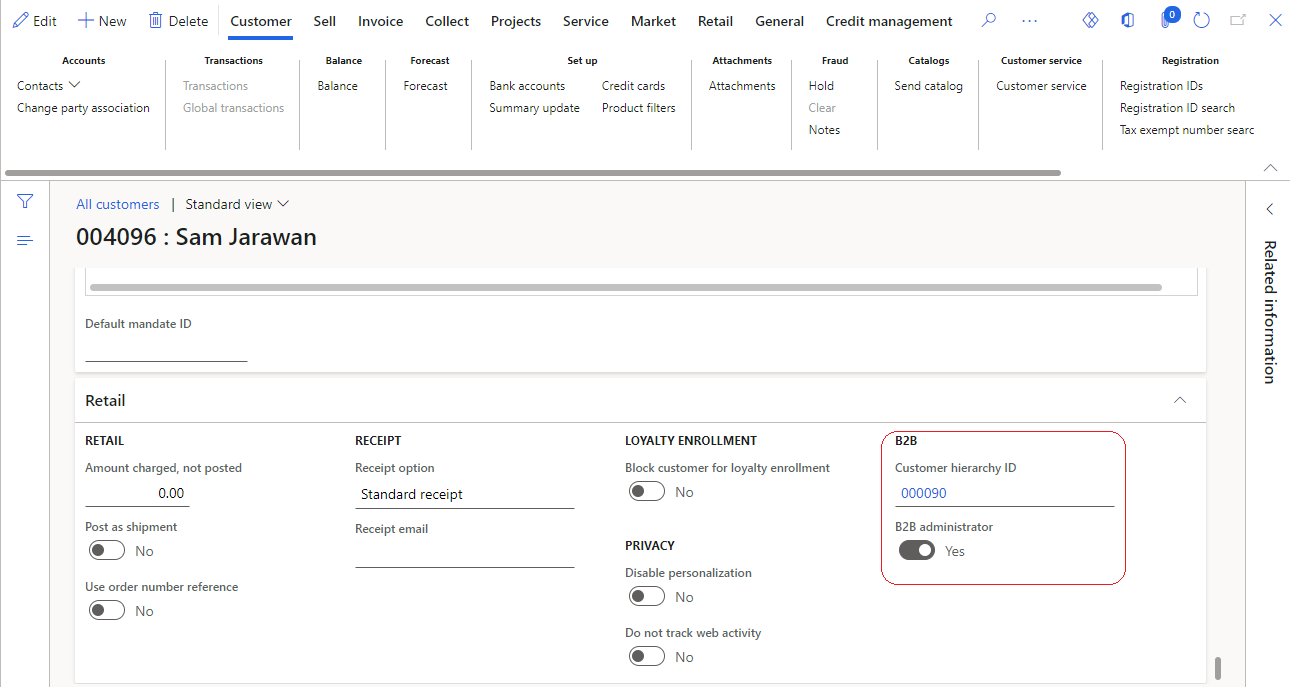 Edit New Delete Customer Sell Invoice Collect Projects Service Market Retail General Credit management ... 0
Accounts
Contacts
Change party association
Transactions
Transactions
Global transactions
Balance
Balance
Forecast
Forecast
Set up
Bank accounts
Summary update
Credit cards
Product filters
Attachments
Attachments
Fraud
Hold
Clear
Notes
Catalogs
Send catalog
Customer service
Customer service
Registration
Registration IDs
Registration ID search
Tax exempt number searc
All customers | Standard view
004096 : Sam Jarawan
Default mandate ID
Retail
RETAIL
Amount charged, not posted
0.00
Post as shipment
No
Use order number reference
No
RECEIPT
Receipt option
Standard receipt
Receipt email
LOYALTY ENROLLMENT
Block customer for loyalty enrollment
No
PRIVACY
Disable personalization
No
Do not track web activity
No
B2B
Customer hierarchy ID
000090
B2B administrator
Yes
Related information